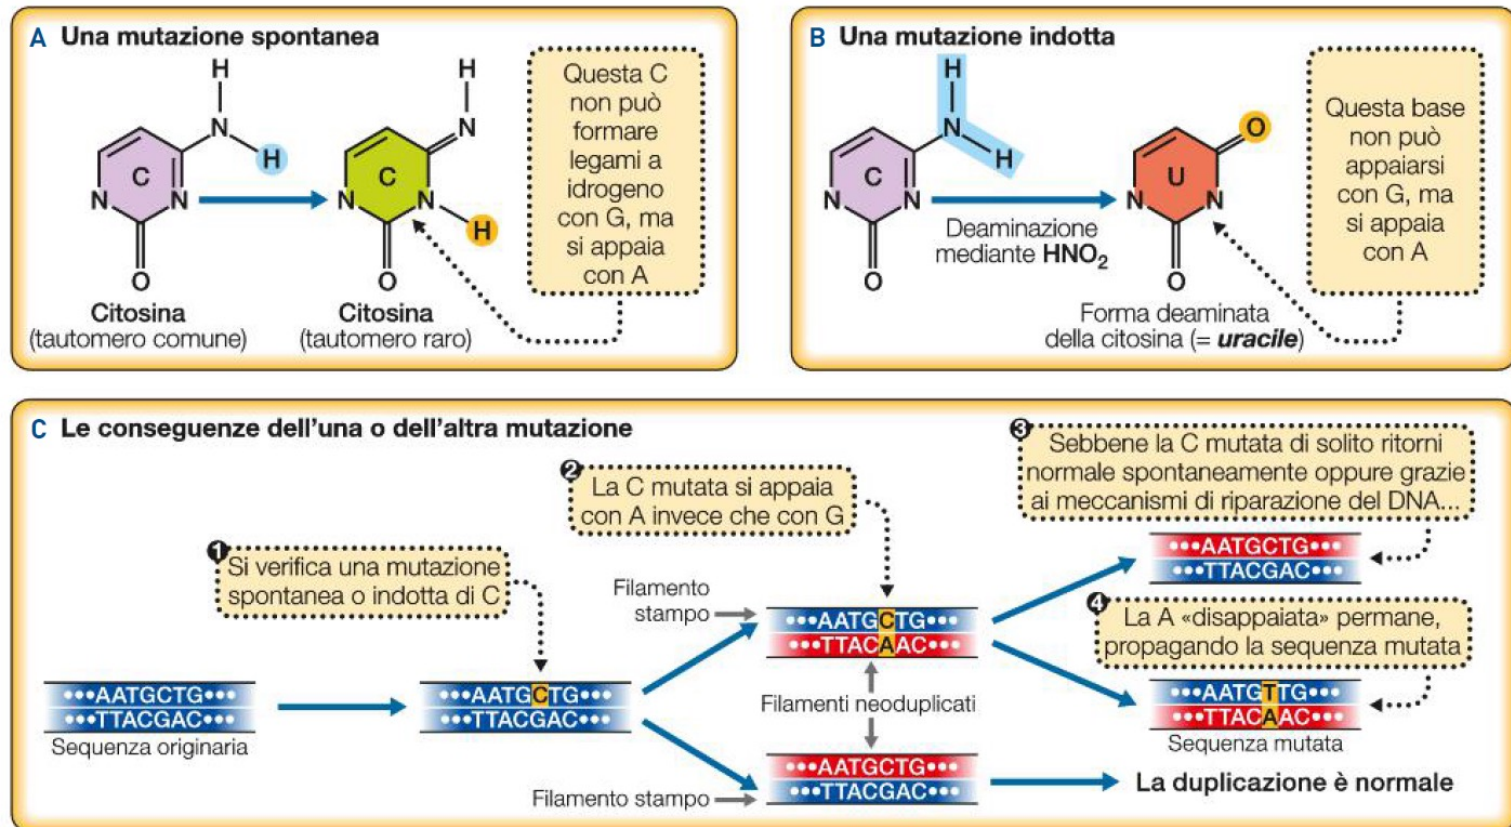 A Una mutazione spontanea
H
N
H
C
N
N
O
Citosina
(tautomero comune)
H
N
C
N
N
H
O
Citosina
(tautomero raro)
Questa C
non può
formare
legami a
idrogeno
con G, ma
si appaia
con A
B Una mutazione indotta
H
N
H
C
N
N
O
Deaminazione
mediante HNO2
O
U
N
N
O
Forma deaminata
della citosina (= uracile)
Questa base
non può
appaiarsi
con G, ma
si appaia
con A
C Le conseguenze dell'una o dell'altra mutazione
1
Si verifica una mutazione
spontanea o indotta di C
2
La C mutata si appaia
con A invece che con G
3
Sebbene la C mutata di solito ritorni
normale spontaneamente oppure grazie
ai meccanismi di riparazione del DNA...
4
La A «disappaiata» permane,
propagando la sequenza mutata
•••AATGCTG•••
•••TTACGAC•••
Sequenza originaria
•••AATGCTG•••
•••TTACGAC•••
Filamento
stampo
•••AATGCTG•••
•••TTACAAC•••
Filamenti neoduplicati
•••AATGCTG•••
•••TTACGAC•••
Filamento stampo
•••AATGCTG•••
•••TTACGAC•••
•••AATGTTG•••
•••TTACAAC•••
Sequenza mutata
La duplicazione è normale